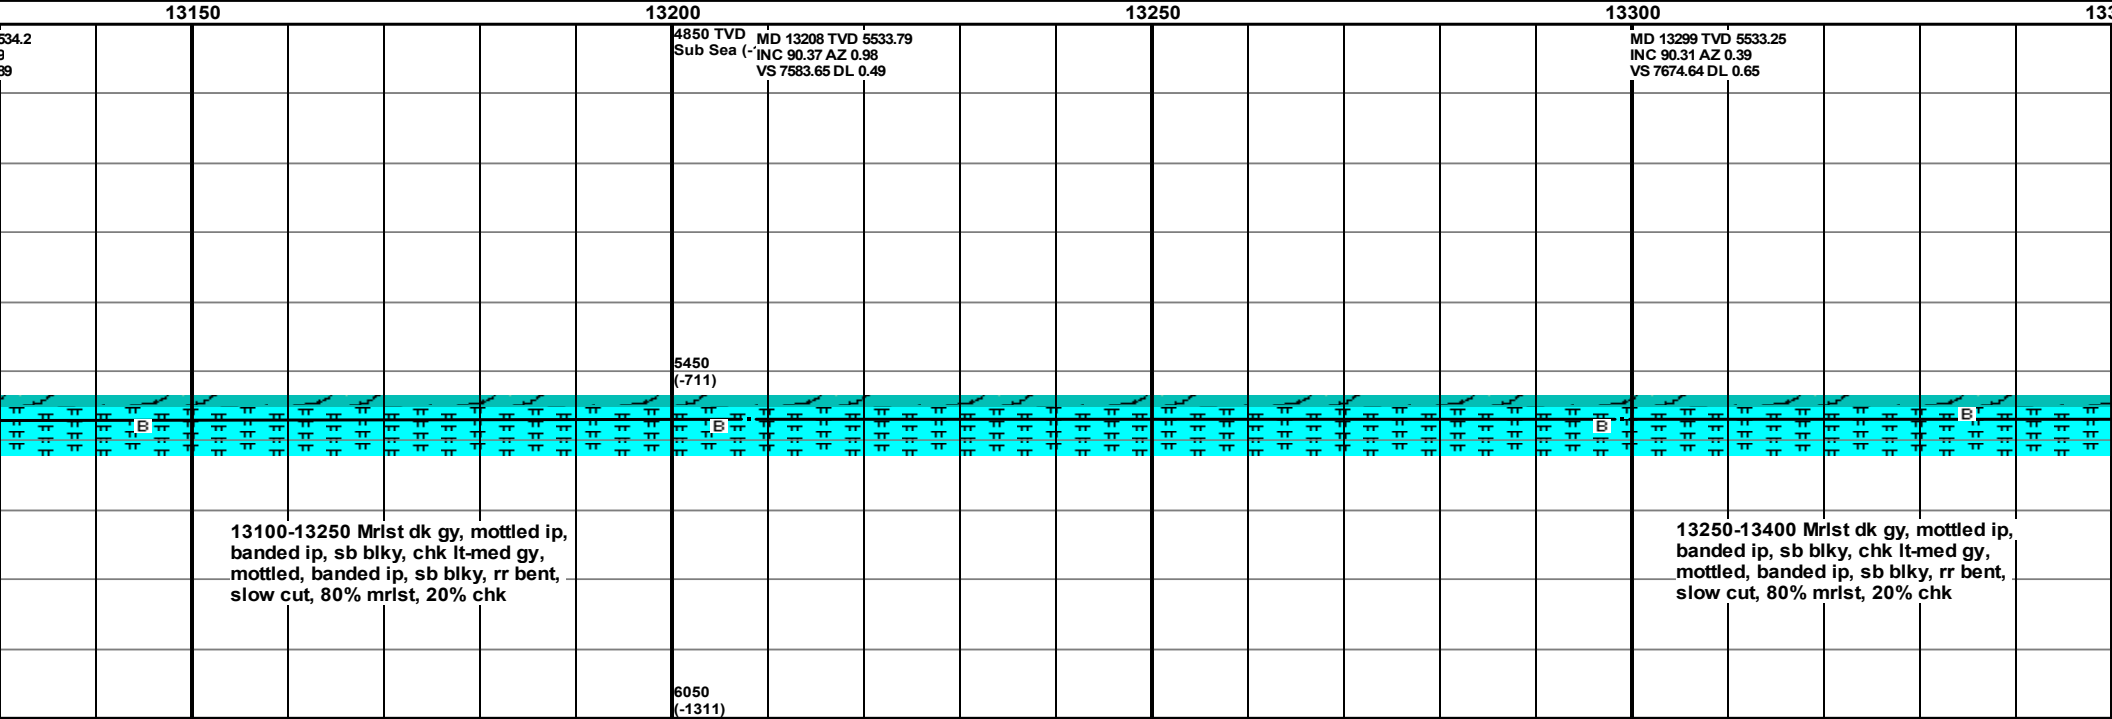 13150 13200 13250 13300 133
534.2
9
39
4850 TVD
Sub Sea (-
MD 13208 TVD 5533.79
INC 90.37 AZ 0.98
VS 7583.65 DL 0.49
MD 13299 TVD 5533.25
INC 90.31 AZ 0.39
VS 7674.64 DL 0.65
5450
(-711)
B B B B
13100-13250 Mrlst dk gy, mottled ip,
banded ip, sb blky, chk lt-med gy,
mottled, banded ip, sb blky, rr bent,
slow cut, 80% mrlst, 20% chk
13250-13400 Mrlst dk gy, mottled ip,
banded ip, sb blky, chk lt-med gy,
mottled, banded ip, sb blky, rr bent,
slow cut, 80% mrlst, 20% chk
6050
(-1311)